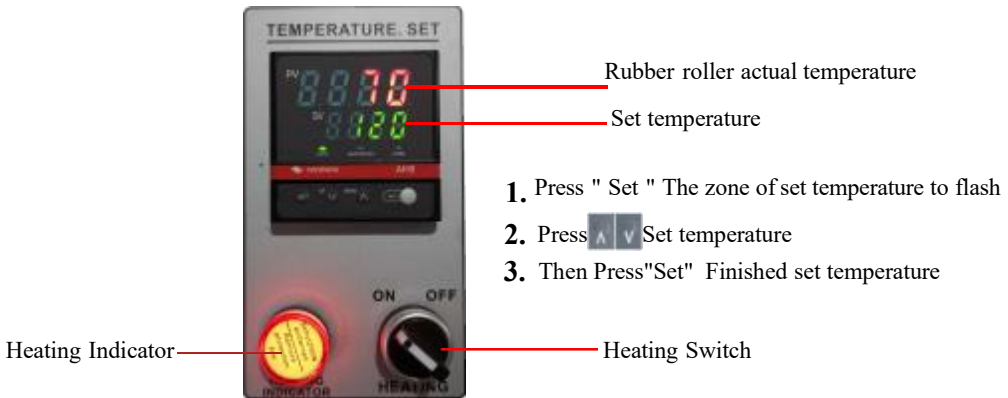 TEMPERATURE. SET
PV 8870
Rubber roller actual temperature
SV 8120
Set temperature
1. Press " Set " The zone of set temperature to flash
2. Press ∧ ∨ Set temperature
3. Then Press"Set" Finished set temperature
ON OFF
Heating Indicator
Heating Switch
INDICATOR
HEATING